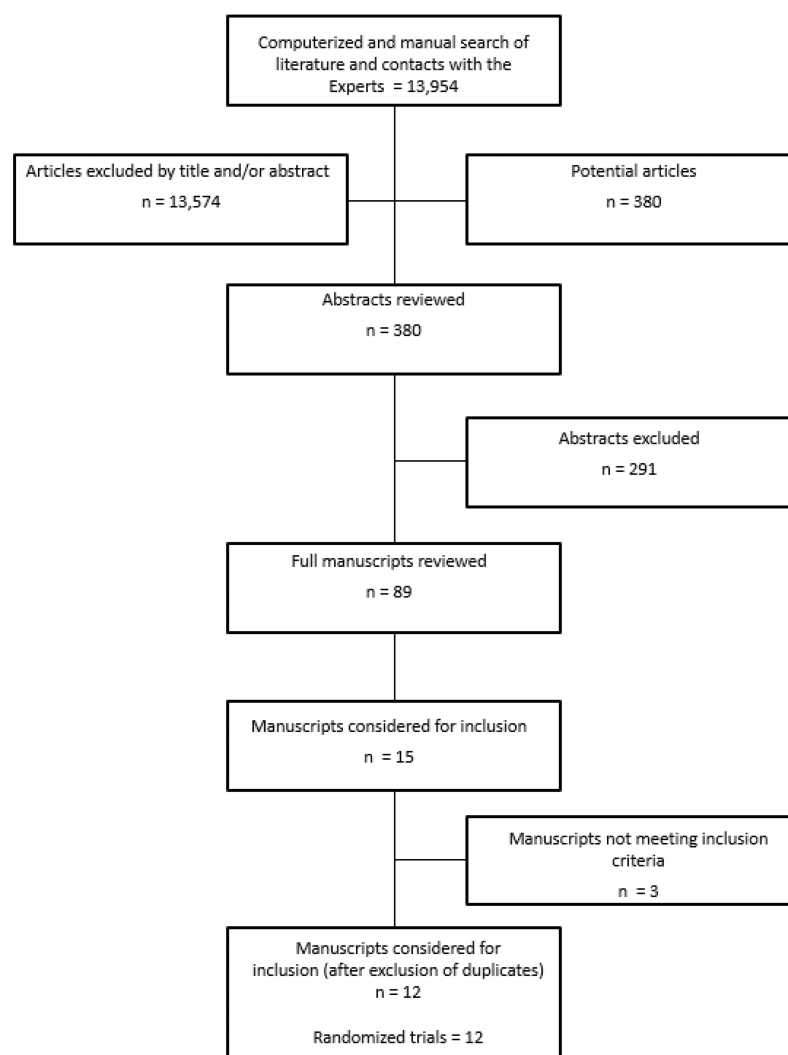 Computerized and manual search of
literature and contacts with the
Experts = 13,954
Articles excluded by title and/or abstract
n = 13,574
Potential articles
n = 380
Abstracts reviewed
n = 380
Abstracts excluded
n = 291
Full manuscripts reviewed
n = 89
Manuscripts considered for inclusion
n = 15
Manuscripts not meeting inclusion
criteria
n = 3
Manuscripts considered for
inclusion (after exclusion of duplicates)
n = 12
Randomized trials = 12